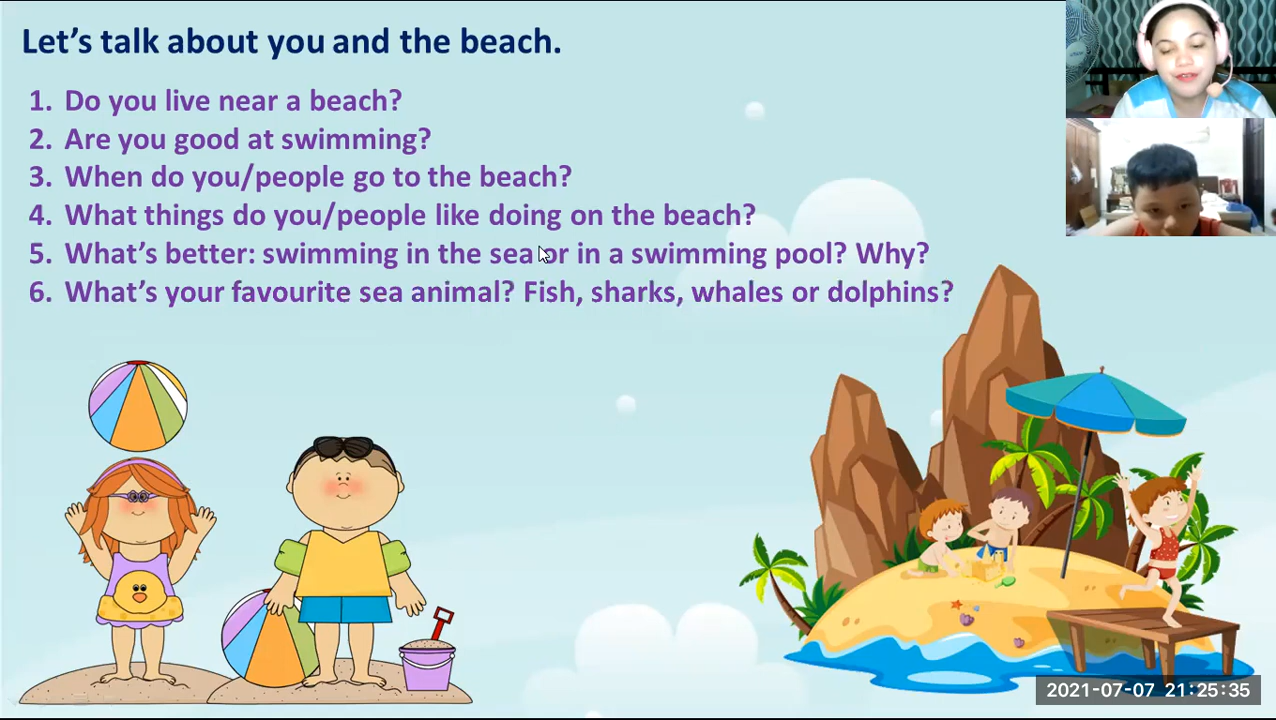 Let's talk about you and the beach.
1. Do you live near a beach?
2. Are you good at swimming?
3. When do you/people go to the beach?
4. What things do you/people like doing on the beach?
5. What's better: swimming in the sea or in a swimming pool? Why?
6. What's your favourite sea animal? Fish, sharks, whales or dolphins?
2021-07-07 21:25:35